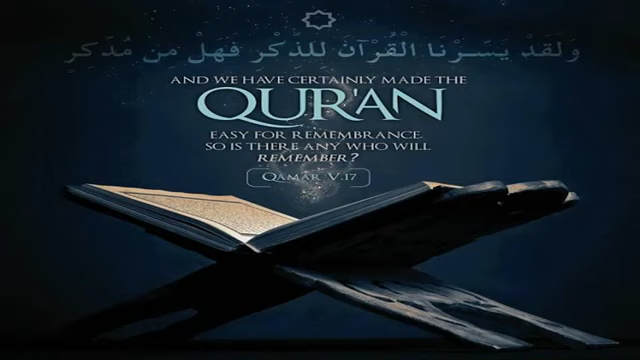 وَلَقَدْ يَسَّرْنَا الْقُرْآنَ لِلذِّكْرِ فَهَلْ مِن مُّدَّكِرٍ
AND WE HAVE CERTAINLY MADE THE
QUR'AN
EASY FOR REMEMBRANCE.
SO IS THERE ANY WHO WILL
REMEMBER?
QAMAR V.17